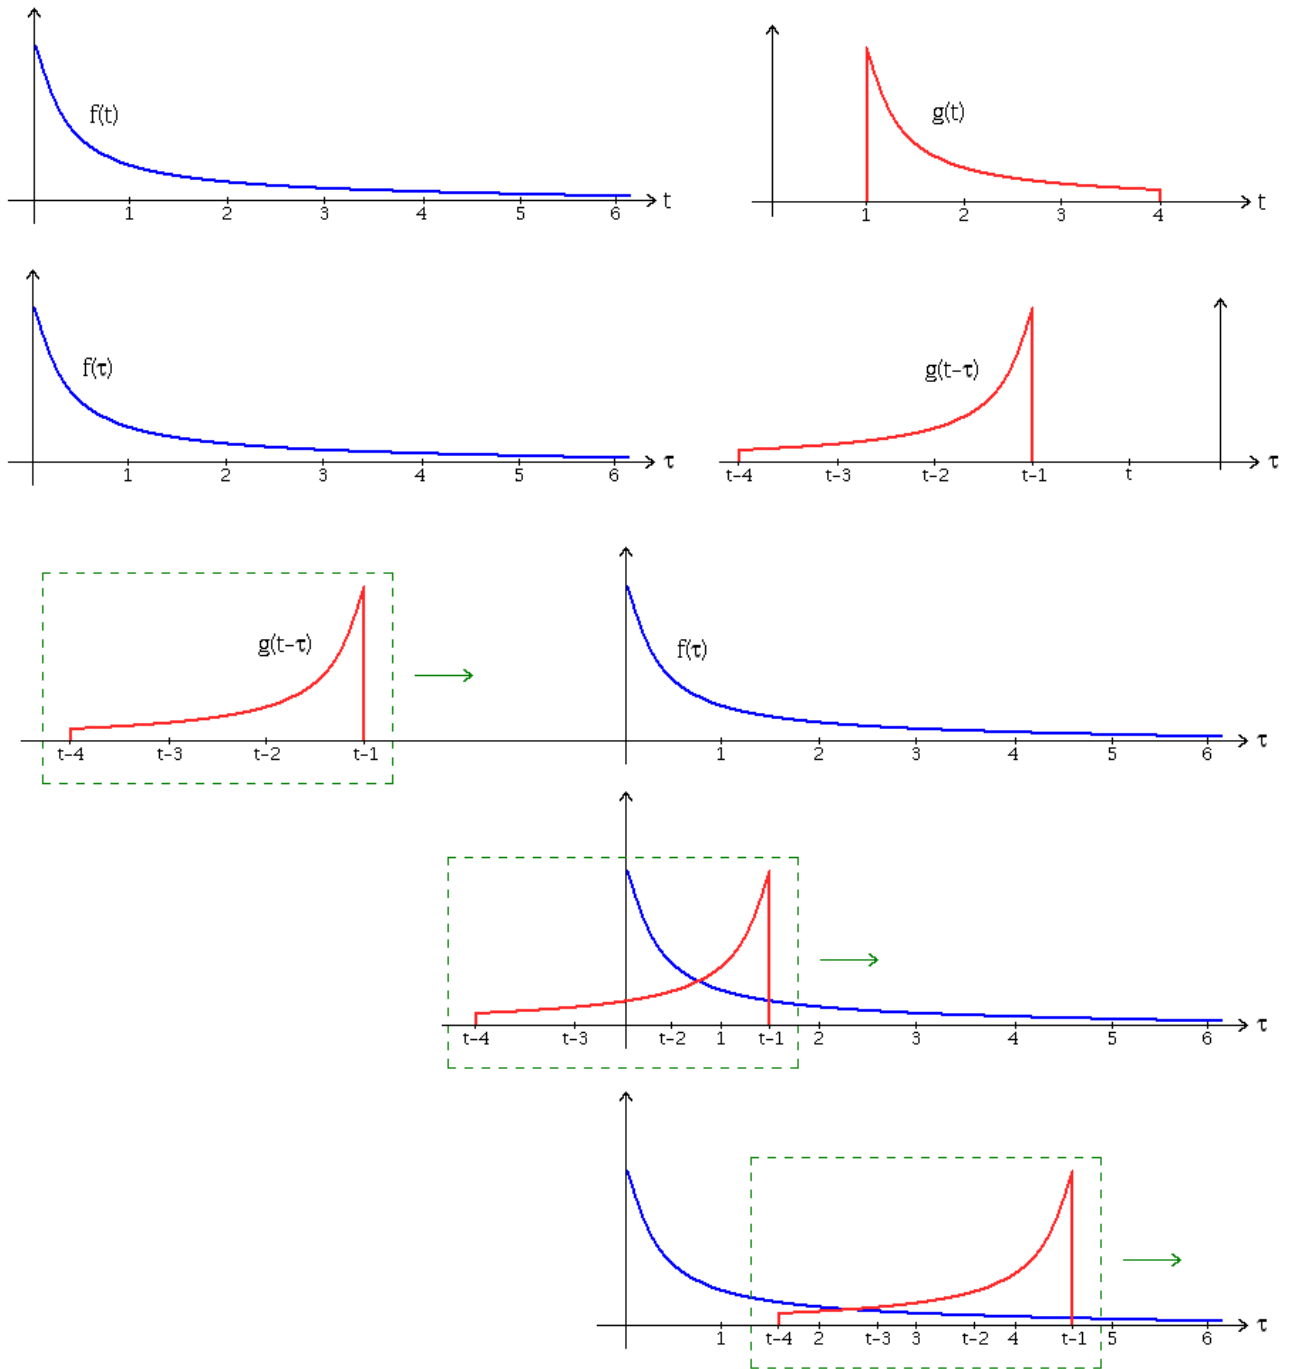 f(t)
1 2 3 4 5 6 t
g(t)
1 2 3 4 t
f(τ)
1 2 3 4 5 6 τ
g(t-τ)
t-4 t-3 t-2 t-1 t τ
g(t-τ)
f(τ)
t-4 t-3 t-2 t-1 1 2 3 4 5 6 τ
t-4 t-3 t-2 1 t-1 2 3 4 5 6 τ
1 t-4 2 t-3 3 t-2 4 t-1 5 6 τ